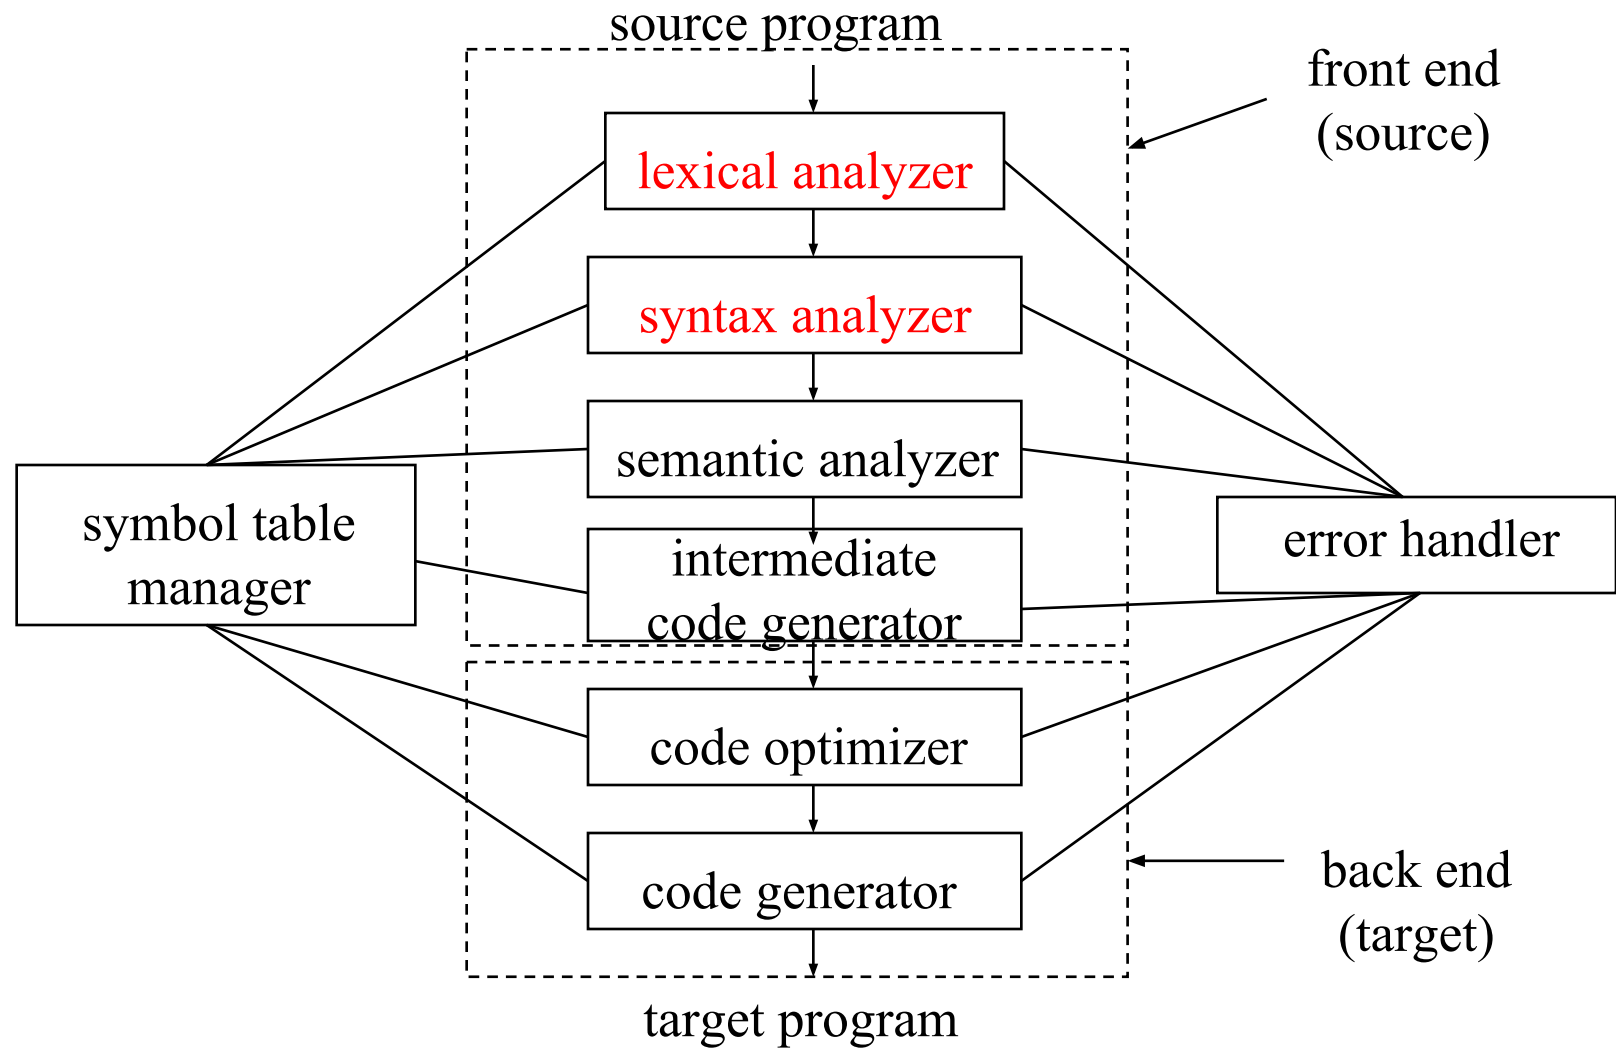 source program
front end
(source)
lexical analyzer
syntax analyzer
semantic analyzer
symbol table
manager
intermediate
code generator
error handler
code optimizer
code generator
back end
(target)
target program